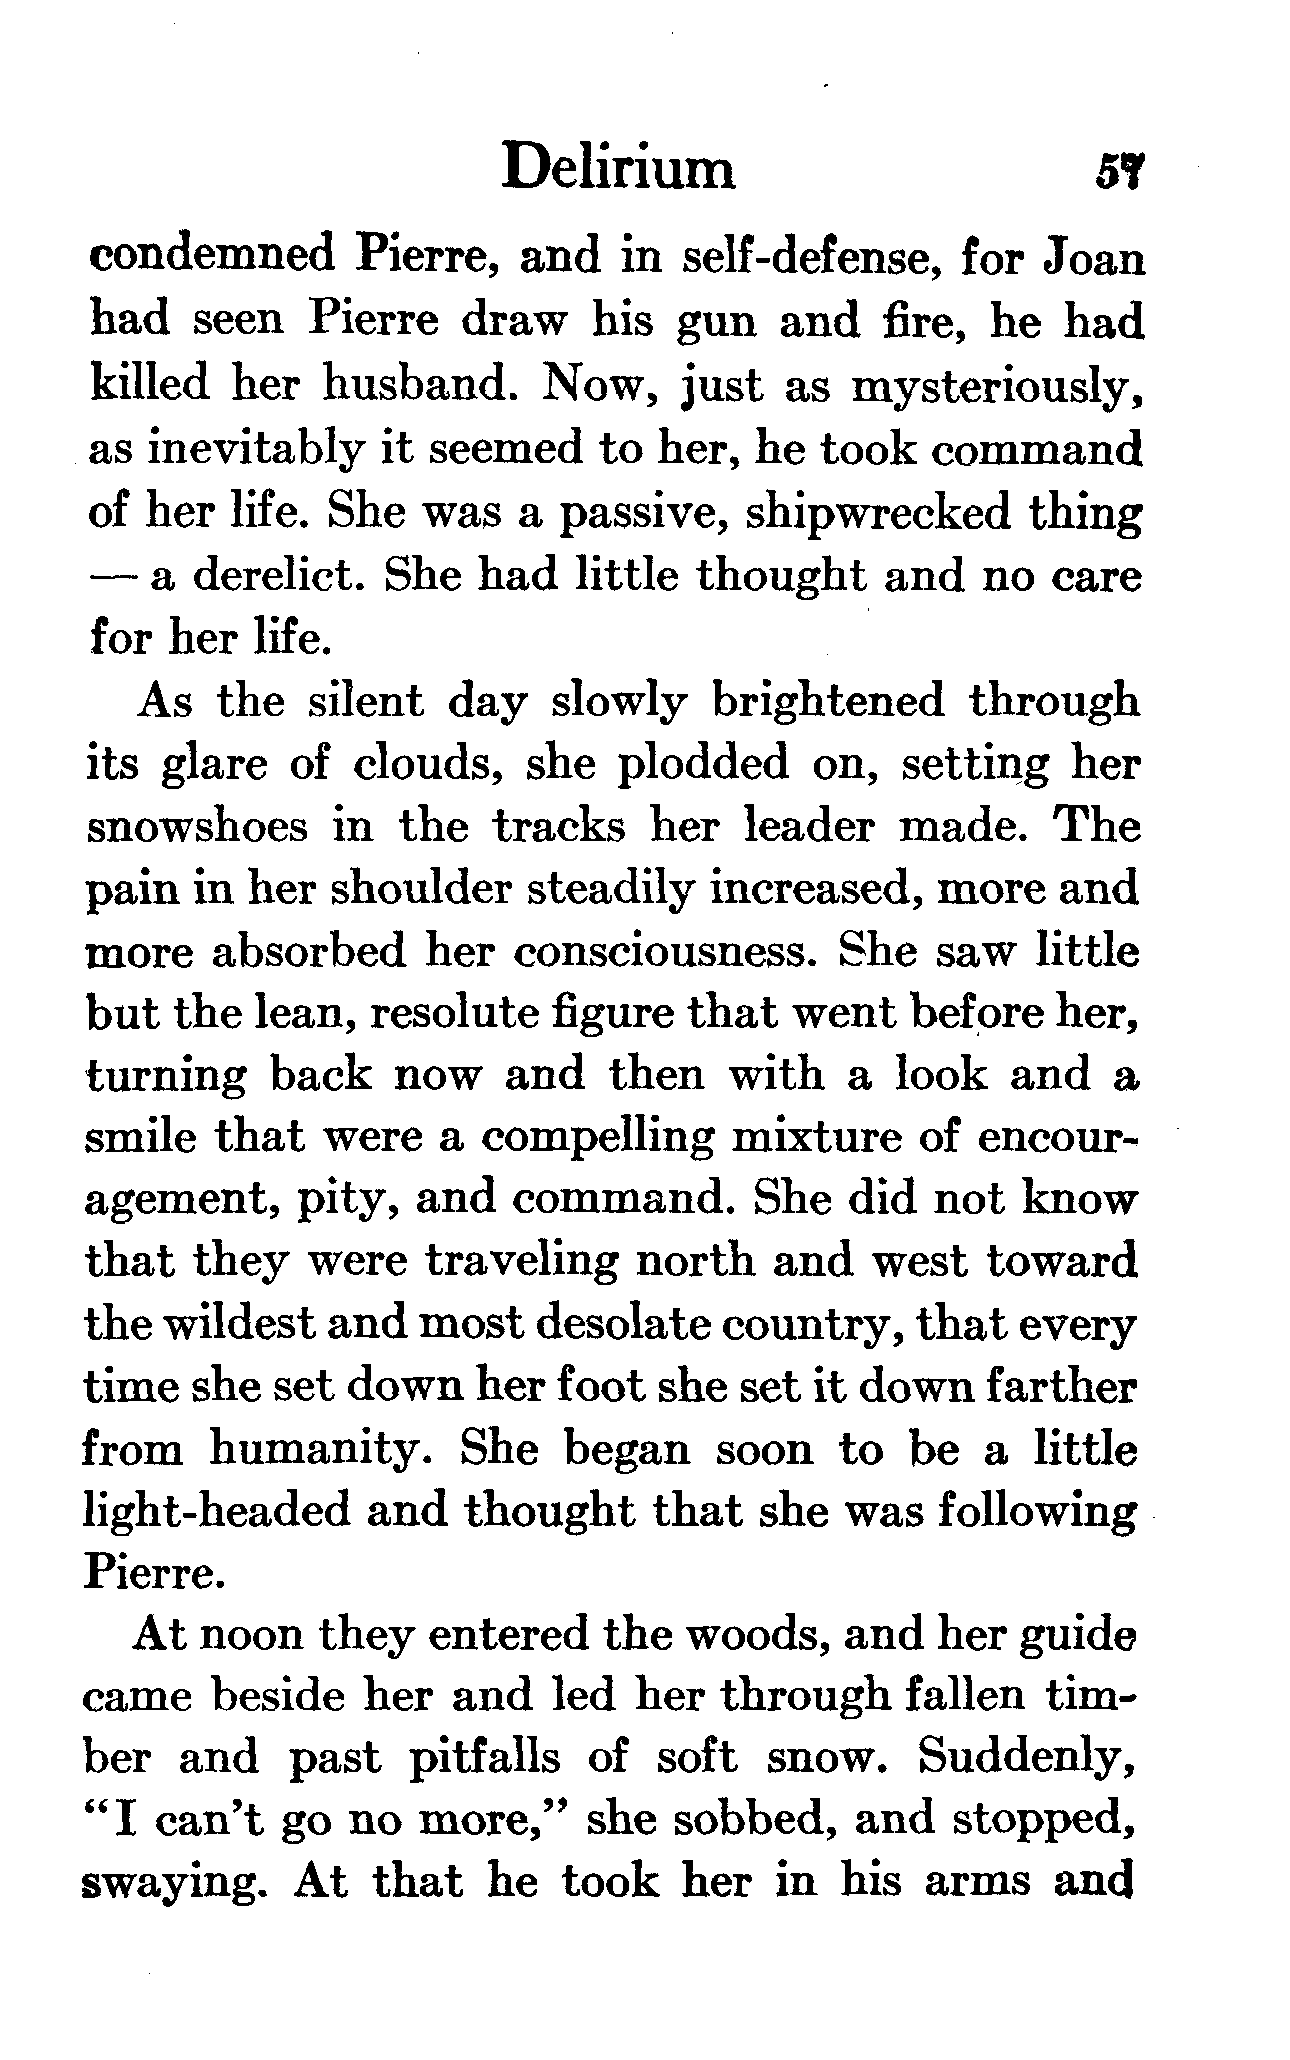 Delirium 57
condemned Pierre, and in self-defense, for Joan
had seen Pierre draw his gun and fire, he had
killed her husband. Now, just as mysteriously,
as inevitably it seemed to her, he took command
of her life. She was a passive, shipwrecked thing
— a derelict. She had little thought and no care
for her life.
As the silent day slowly brightened through
its glare of clouds, she plodded on, setting her
snowshoes in the tracks her leader made. The
pain in her shoulder steadily increased, more and
more absorbed her consciousness. She saw little
but the lean, resolute figure that went before her,
turning back now and then with a look and a
smile that were a compelling mixture of encour-
agement, pity, and command. She did not know
that they were traveling north and west toward
the wildest and most desolate country, that every
time she set down her foot she set it down farther
from humanity. She began soon to be a little
light-headed and thought that she was following
Pierre.
At noon they entered the woods, and her guide
came beside her and led her through fallen tim-
ber and past pitfalls of soft snow. Suddenly,
“I can’t go no more,” she sobbed, and stopped,
swaying. At that he took her in his arms and